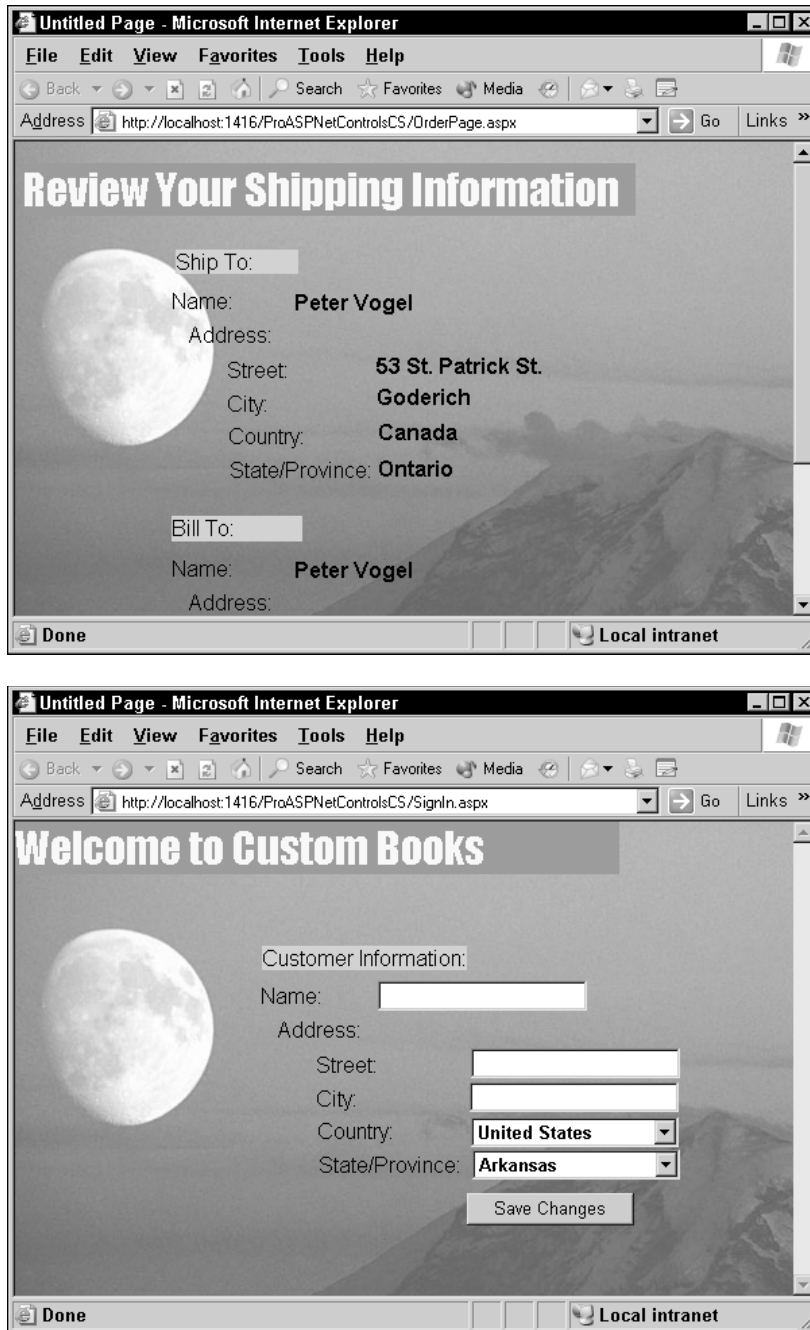 Untitled Page - Microsoft Internet Explorer
File Edit View Favorites Tools Help
Back Search Favorites Media
Address http://localhost:1416/ProASPNetControlsCS/OrderPage.aspx Go Links »
Review Your Shipping Information
Ship To:
Name: Peter Vogel
Address:
Street: 53 St. Patrick St.
City: Goderich
Country: Canada
State/Province: Ontario
Bill To:
Name: Peter Vogel
Address:
Done Local intranet
Untitled Page - Microsoft Internet Explorer
File Edit View Favorites Tools Help
Back Search Favorites Media
Address http://localhost:1416/ProASPNetControlsCS/SignIn.aspx Go Links »
Welcome to Custom Books
Customer Information:
Name:
Address:
Street:
City:
Country: United States
State/Province: Arkansas
Save Changes
Done Local intranet